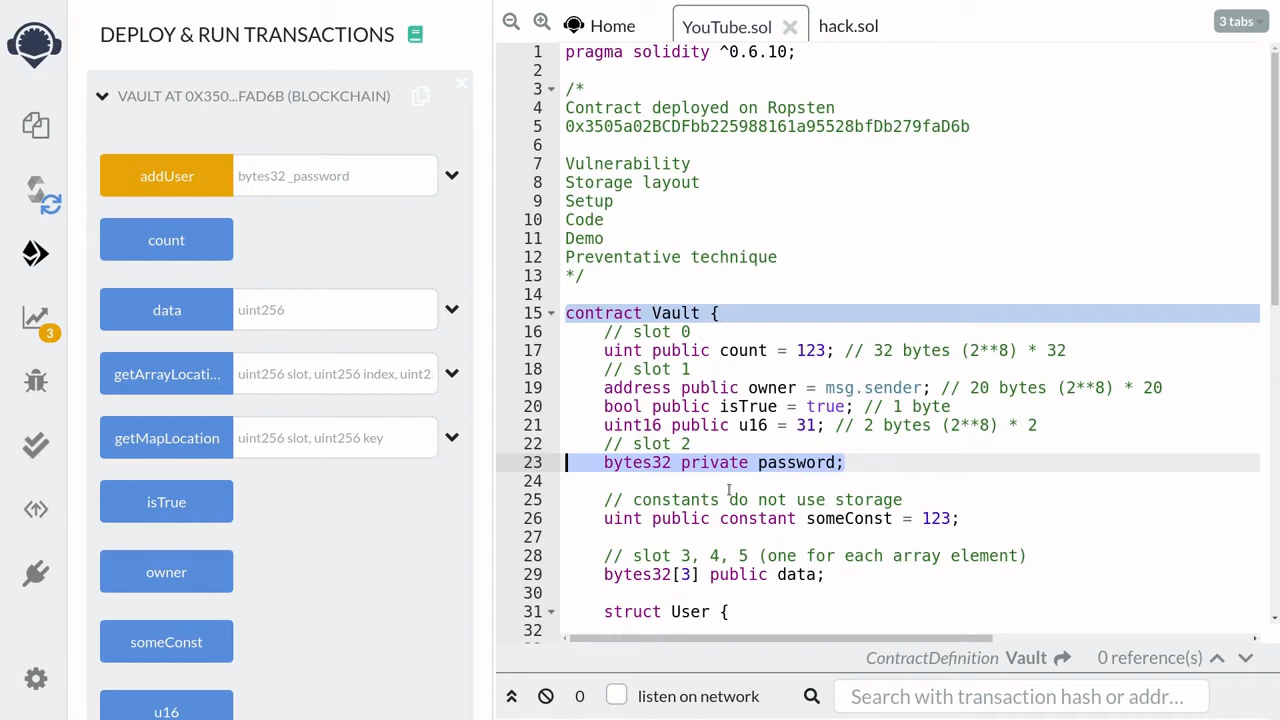 DEPLOY & RUN TRANSACTIONS
VAULT AT 0X350...FAD6B (BLOCKCHAIN)
addUser bytes32 _password
count
data uint256
getArrayLocati... uint256 slot, uint256 index, uint2
getMapLocation uint256 slot, uint256 key
isTrue
owner
someConst
u16
3
Home YouTube.sol hack.sol
3 tabs
1 pragma solidity ^0.6.10;
2
3 /*
4 Contract deployed on Ropsten
5 0x3505a02BCDFbb225988161a95528bfDb279faD6b
6
7 Vulnerability
8 Storage layout
9 Setup
10 Code
11 Demo
12 Preventative technique
13 */
14
15 contract Vault {
16 // slot 0
17 uint public count = 123; // 32 bytes (2**8) * 32
18 // slot 1
19 address public owner = msg.sender; // 20 bytes (2**8) * 20
20 bool public isTrue = true; // 1 byte
21 uint16 public u16 = 31; // 2 bytes (2**8) * 2
22 // slot 2
23 bytes32 private password;
24
25 // constants do not use storage
26 uint public constant someConst = 123;
27
28 // slot 3, 4, 5 (one for each array element)
29 bytes32[3] public data;
30
31 struct User {
32
ContractDefinition Vault 0 reference(s)
0 listen on network Search with transaction hash or addr...